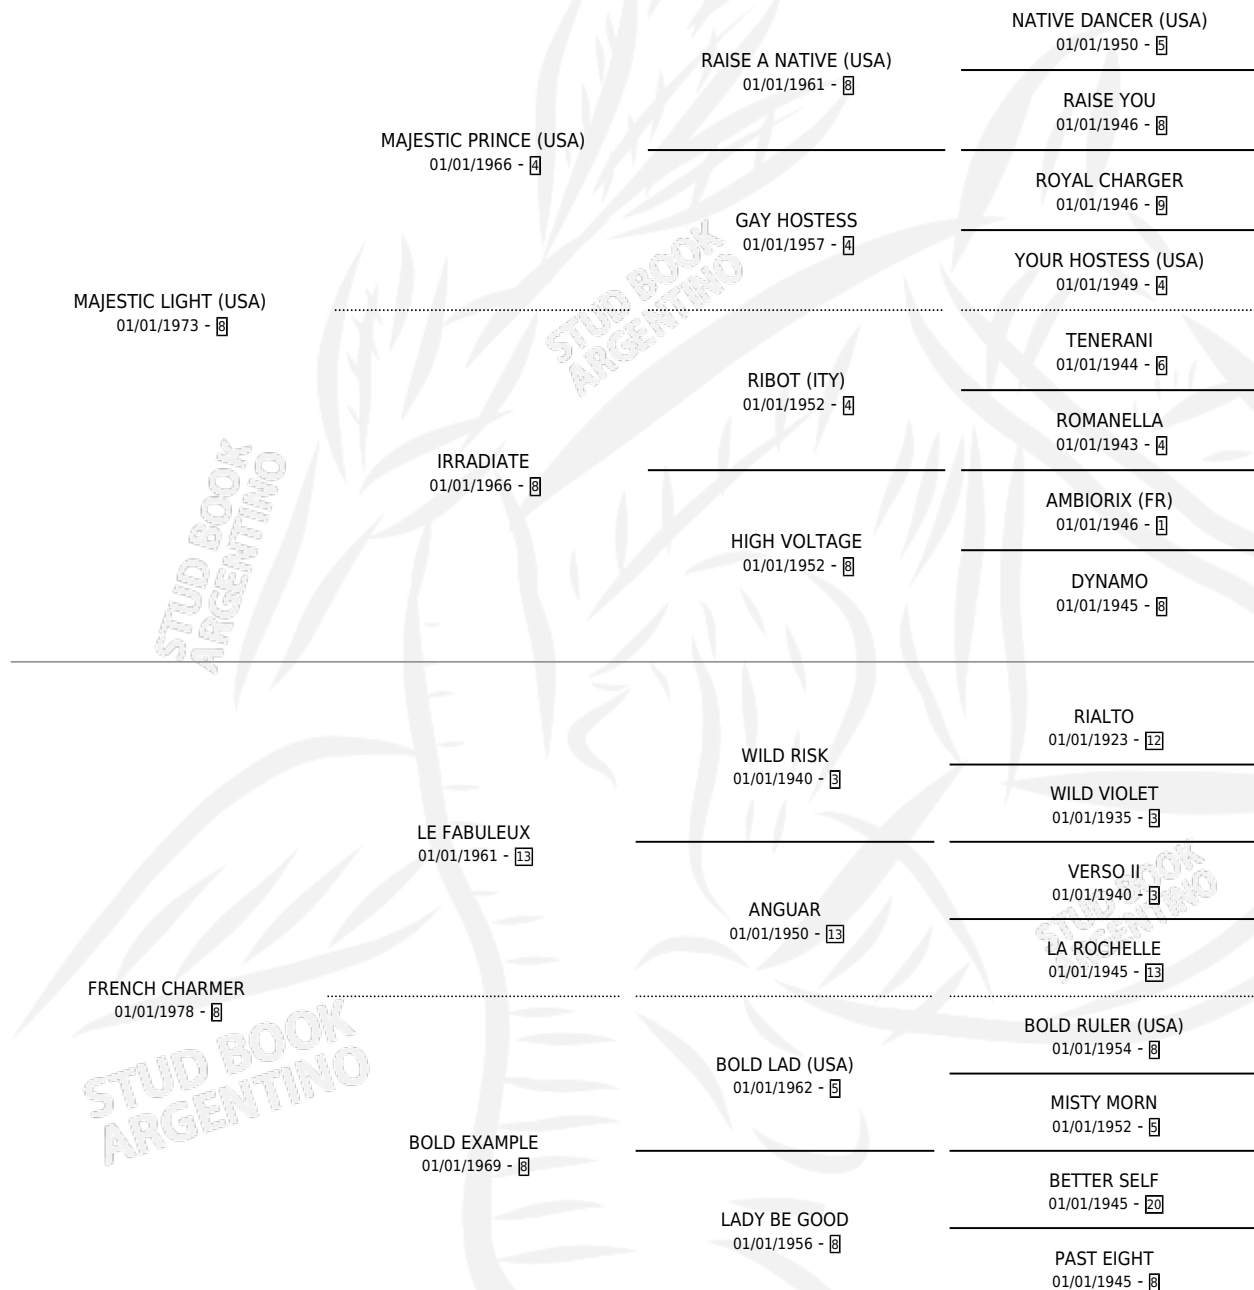 NATIVE DANCER (USA)
01/01/1950 - 5
RAISE A NATIVE (USA)
01/01/1961 - 8
RAISE YOU
01/01/1946 - 8
MAJESTIC PRINCE (USA)
01/01/1966 - 4
ROYAL CHARGER
01/01/1946 - 9
GAY HOSTESS
01/01/1957 - 4
YOUR HOSTESS (USA)
01/01/1949 - 4
MAJESTIC LIGHT (USA)
01/01/1973 - 8
TENERANI
01/01/1944 - 6
RIBOT (ITY)
01/01/1952 - 4
ROMANELLA
01/01/1943 - 4
IRRADIATE
01/01/1966 - 8
AMBIORIX (FR)
01/01/1946 - 1
HIGH VOLTAGE
01/01/1952 - 8
DYNAMO
01/01/1945 - 8
RIALTO
01/01/1923 - 12
WILD RISK
01/01/1940 - 3
WILD VIOLET
01/01/1935 - 3
LE FABULEUX
01/01/1961 - 13
VERSO II
01/01/1940 - 3
ANGUAR
01/01/1950 - 13
LA ROCHELLE
01/01/1945 - 13
FRENCH CHARMER
01/01/1978 - 8
BOLD RULER (USA)
01/01/1954 - 8
BOLD LAD (USA)
01/01/1962 - 5
MISTY MORN
01/01/1952 - 5
BOLD EXAMPLE
01/01/1969 - 8
BETTER SELF
01/01/1945 - 20
LADY BE GOOD
01/01/1956 - 8
PAST EIGHT
01/01/1945 - 8
STUD BOOK
ARGENTINO
STUD BOOK
ARGENTINO
STUD BOOK
ARGENTINO
STUD BOOK
ARGENTINO